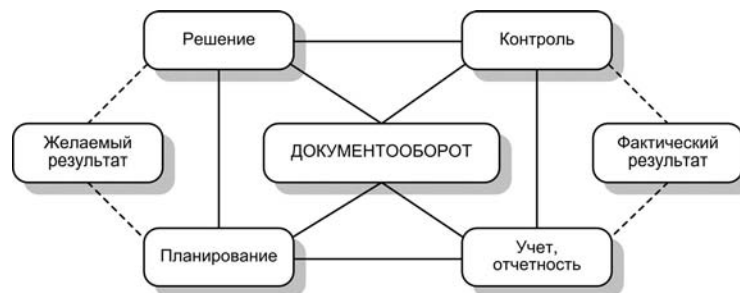 Решение
Контроль
Желаемый
результат
ДОКУМЕНТООБОРОТ
Фактический
результат
Планирование
Учет,
отчетность